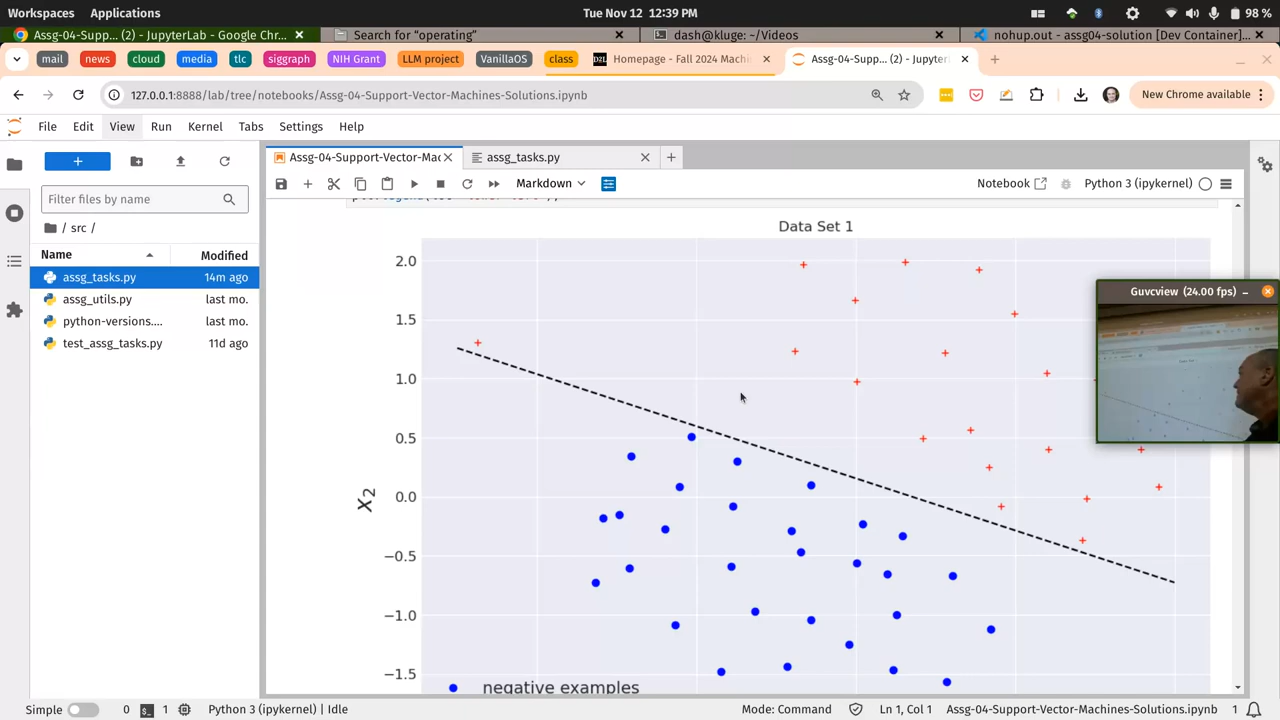 Workspaces Applications Tue Nov 12 12:39 PM 98 %
Assg-04-Supp... (2) - JupyterLab - Google Chr... Search for “operating” dash@kluge: ~/Videos nohup.out - assg04-solution [Dev Container]...
mail news cloud media tlc siggraph NIH Grant LLM project VanillaOS class D2L Homepage - Fall 2024 Machi Assg-04-Supp... (2) - Jupyter
127.0.0.1:8888/lab/tree/notebooks/Assg-04-Support-Vector-Machines-Solutions.ipynb New Chrome available
File Edit View Run Kernel Tabs Settings Help
Assg-04-Support-Vector-Mac assg_tasks.py
Markdown Notebook Python 3 (ipykernel)
Filter files by name
/ src /
Name Modified
assg_tasks.py 14m ago
assg_utils.py last mo.
python-versions.... last mo.
test_assg_tasks.py 11d ago
Data Set 1
2.0
1.5
1.0
0.5
0.0
−0.5
−1.0
−1.5
x2
negative examples
Guvcview (24.00 fps)
Simple 0 1 Python 3 (ipykernel) | Idle Mode: Command Ln 1, Col 1 Assg-04-Support-Vector-Machines-Solutions.ipynb 1